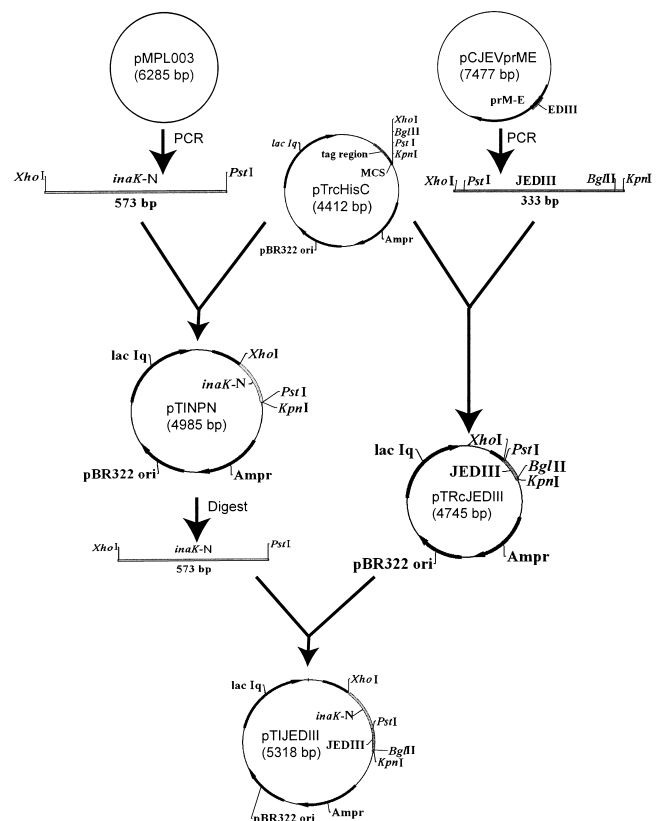 pMPL003
(6285 bp)
pCJEVprME
(7477 bp)
prM-E
EDIII
PCR
PCR
XhoI
inaK-N
PstI
573 bp
lac Iq
XhoI
BglII
PstI
KpnI
tag region
MCS
pTrcHisC
(4412 bp)
pBR322 ori
Ampr
XhoI
PstI
JEDIII
BglII
KpnI
333 bp
lac Iq
XhoI
inaK-N
PstI
KpnI
pTINPN
(4985 bp)
pBR322 ori
Ampr
Digest
XhoI
inaK-N
PstI
573 bp
lac Iq
XhoI
PstI
JEDIII
BglII
KpnI
pTRcJEDIII
(4745 bp)
pBR322 ori
Ampr
lac Iq
XhoI
inaK-N
PstI
pTIJEDIII
(5318 bp)
JEDIII
BglII
KpnI
pBR322 ori
Ampr